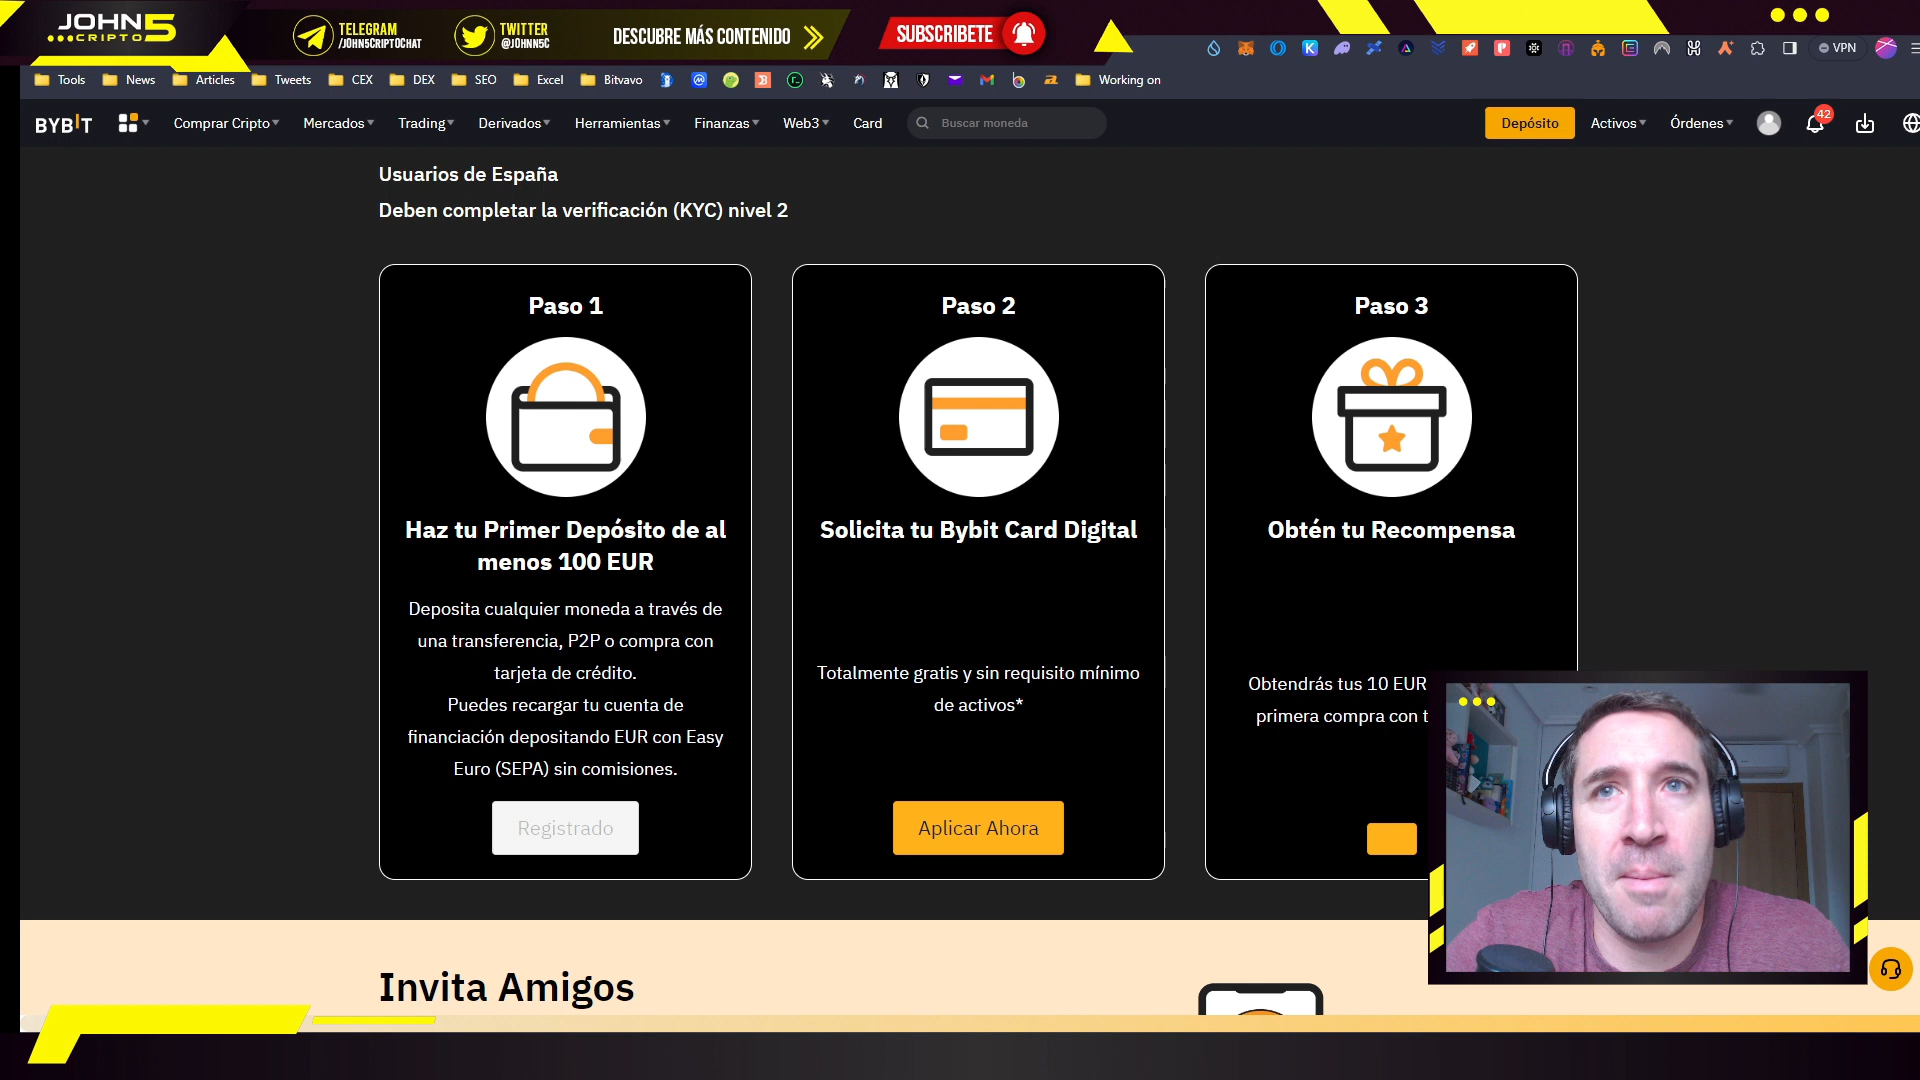 JOHN5
CRIPTO
TELEGRAM
/JOHN5CRIPTOCHAT
TWITTER
@J0HNN5C
DESCUBRE MÁS CONTENIDO
SUBSCRIBETE
VPN
Tools
News
Articles
Tweets
CEX
DEX
SEO
Excel
Bitvavo
Working on
BYBIT
Comprar Cripto
Mercados
Trading
Derivados
Herramientas
Finanzas
Web3
Card
Buscar moneda
Depósito
Activos
Órdenes
42
Usuarios de España
Deben completar la verificación (KYC) nivel 2
Paso 1
Haz tu Primer Depósito de al
menos 100 EUR
Deposita cualquier moneda a través de
una transferencia, P2P o compra con
tarjeta de crédito.
Puedes recargar tu cuenta de
financiación depositando EUR con Easy
Euro (SEPA) sin comisiones.
Registrado
Paso 2
Solicita tu Bybit Card Digital
Totalmente gratis y sin requisito mínimo
de activos*
Aplicar Ahora
Paso 3
Obtén tu Recompensa
Obtendrás tus 10 EUR
primera compra con t
Invita Amigos